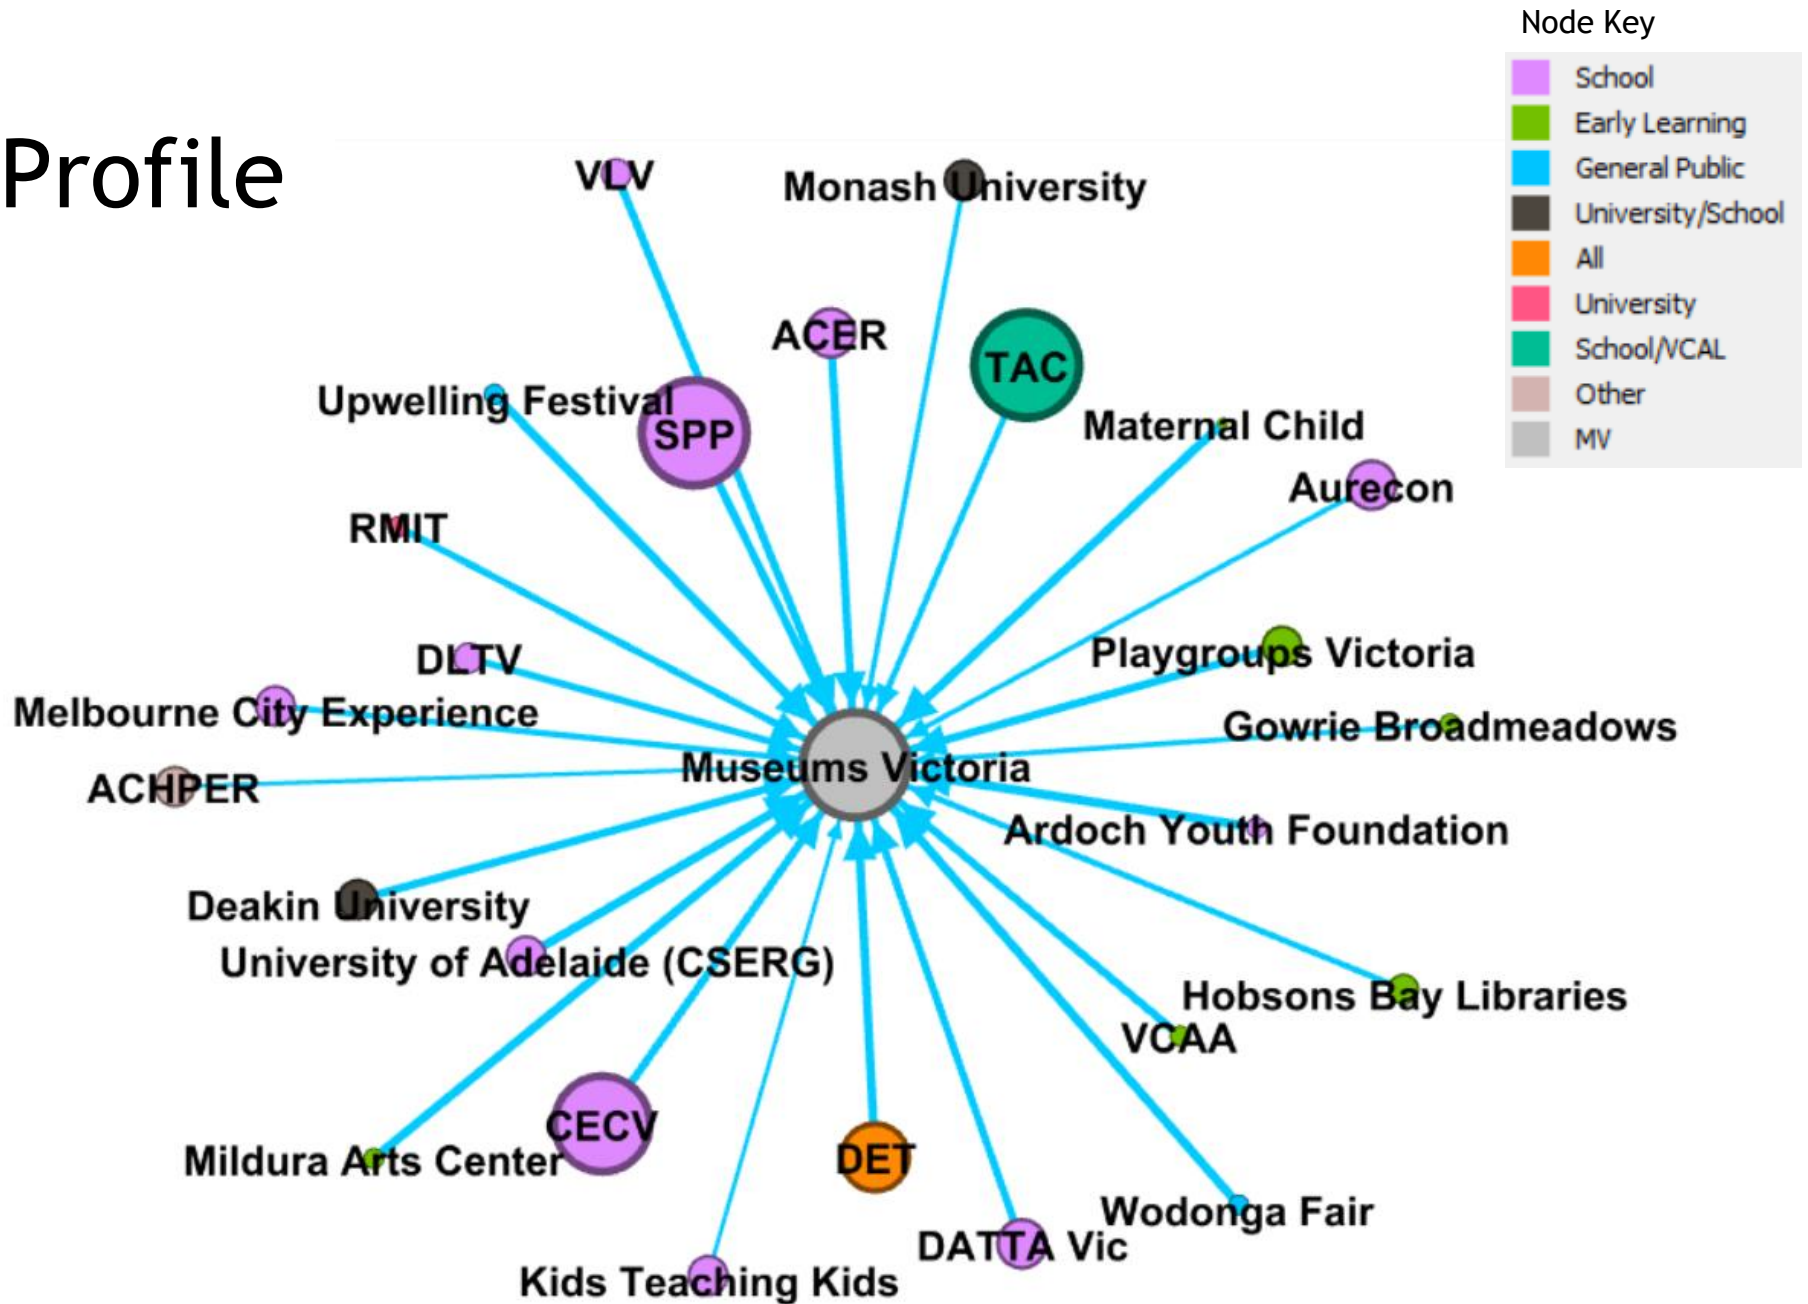 Node Key
School
Early Learning
General Public
University/School
All
University
School/VCAL
Other
MV
Profile
VLV
Monash University
ACER
TAC
Upwelling Festival
SPP
Maternal Child
Aurecon
RMIT
DLTV
Playgroups Victoria
Melbourne City Experience
Gowrie Broadmeadows
Museums Victoria
ACHPER
Ardoch Youth Foundation
Deakin University
University of Adelaide (CSERG)
Hobsons Bay Libraries
VCAA
CECV
Mildura Arts Center
DET
Wodonga Fair
DATTA Vic
Kids Teaching Kids